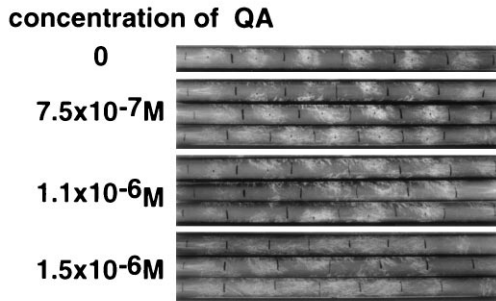 concentration of QA
0
7.5x10-7M
1.1x10-6M
1.5x10-6M